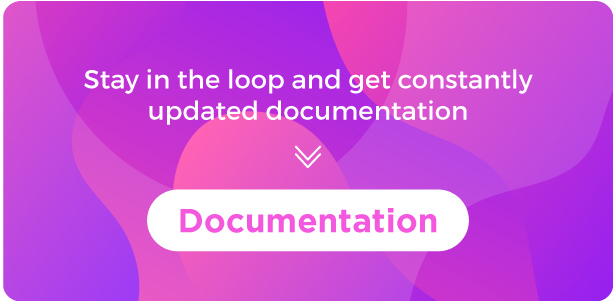 Stay in the loop and get constantly
updated documentation
Documentation